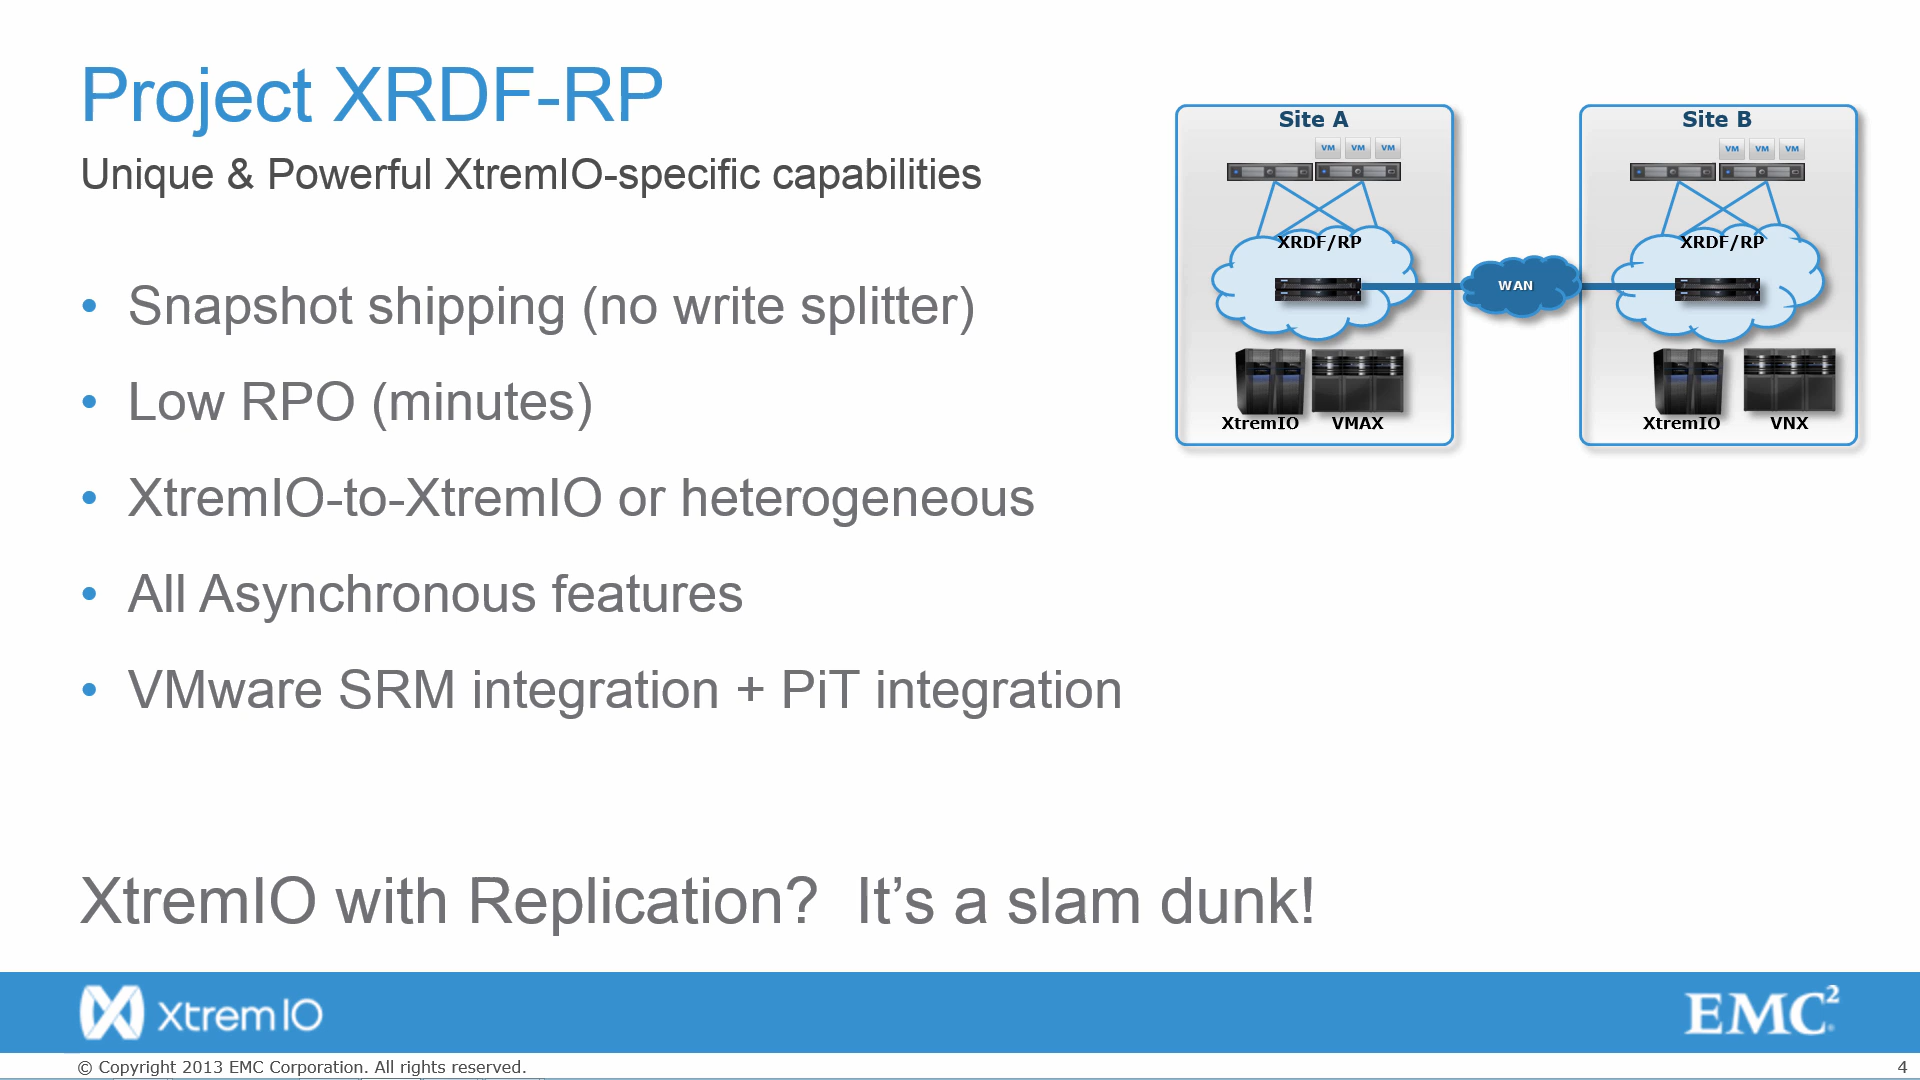 Project XRDF-RP
Unique & Powerful XtremIO-specific capabilities
• Snapshot shipping (no write splitter)
• Low RPO (minutes)
• XtremIO-to-XtremIO or heterogeneous
• All Asynchronous features
• VMware SRM integration + PiT integration
XtremIO with Replication? It’s a slam dunk!
Site A
VM VM VM
XRDF/RP
XtremIO VMAX
WAN
Site B
VM VM VM
XRDF/RP
XtremIO VNX
XtremIO
EMC²
© Copyright 2013 EMC Corporation. All rights reserved.
4